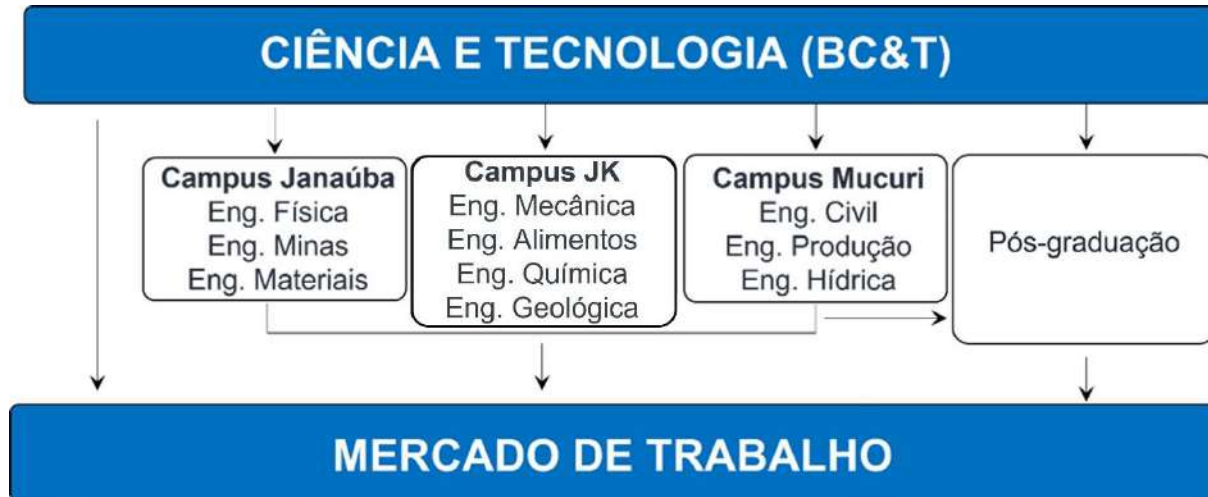 CIÊNCIA E TECNOLOGIA (BC&T)
Campus Janaúba
Eng. Física
Eng. Minas
Eng. Materiais
Campus JK
Eng. Mecânica
Eng. Alimentos
Eng. Química
Eng. Geológica
Campus Mucuri
Eng. Civil
Eng. Produção
Eng. Hídrica
Pós-graduação
MERCADO DE TRABALHO